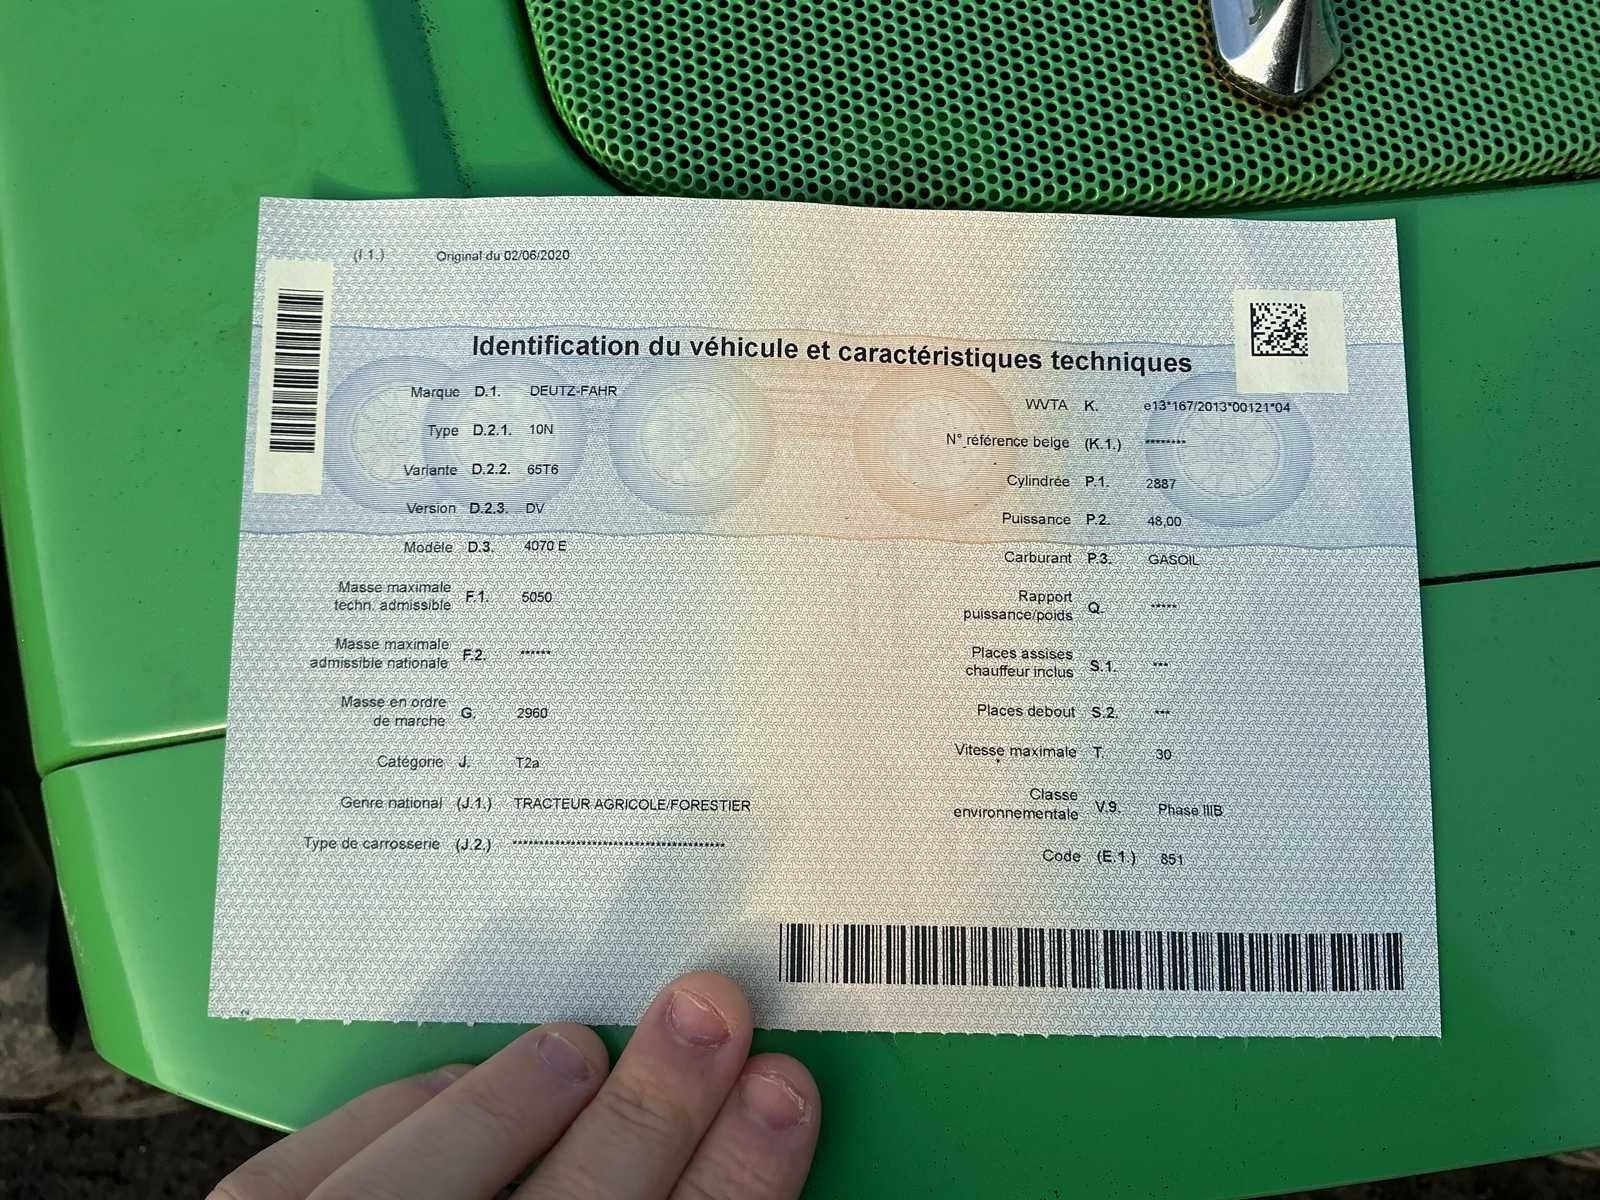 (I.1.) Original du 02/06/2020
Identification du véhicule et caractéristiques techniques
Marque D.1. DEUTZ-FAHR
Type D.2.1. 10N
Variante D.2.2. 65T6
Version D.2.3. DV
Modèle D.3. 4070 E
Masse maximale
techn. admissible F.1. 5050
Masse maximale
admissible nationale F.2. ******
Masse en ordre
de marche G. 2960
Catégorie J. T2a
Genre national (J.1.) TRACTEUR AGRICOLE/FORESTIER
Type de carrosserie (J.2.) ******************************************
WVTA K. e13*167/2013*00121*04
N° référence belge (K.1.) ********
Cylindrée P.1. 2887
Puissance P.2. 48,00
Carburant P.3. GASOIL
Rapport
puissance/poids Q. *****
Places assises
chauffeur inclus S.1. ***
Places debout S.2. ***
Vitesse maximale T. 30
Classe
environnementale V.9. Phase IIIB
Code (E.1.) 851